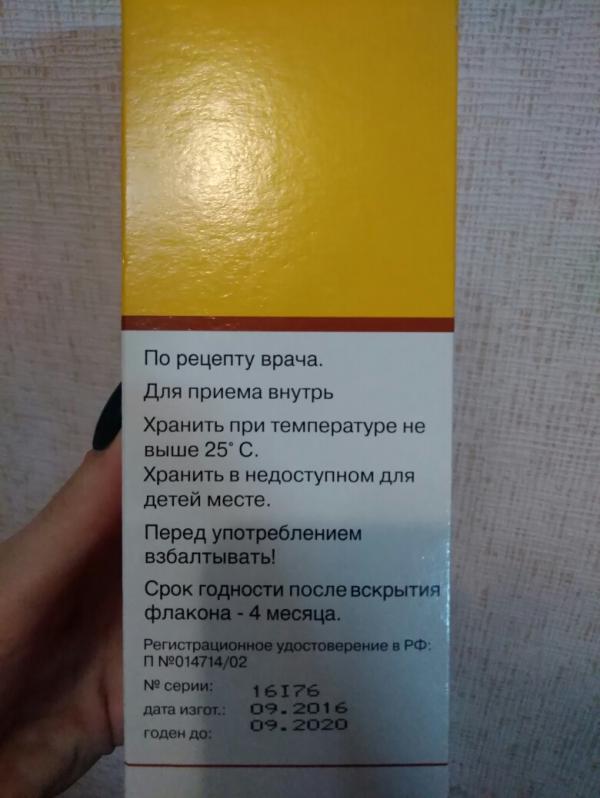 По рецепту врача.
Для приема внутрь
Хранить при температуре не
выше 25° С.
Хранить в недоступном для
детей месте.
Перед употреблением
взбалтывать!
Срок годности после вскрытия
флакона - 4 месяца.
Регистрационное удостоверение в РФ:
П №014714/02
№ серии: 16I76
дата изгот.: 09.2016
годен до: 09.2020